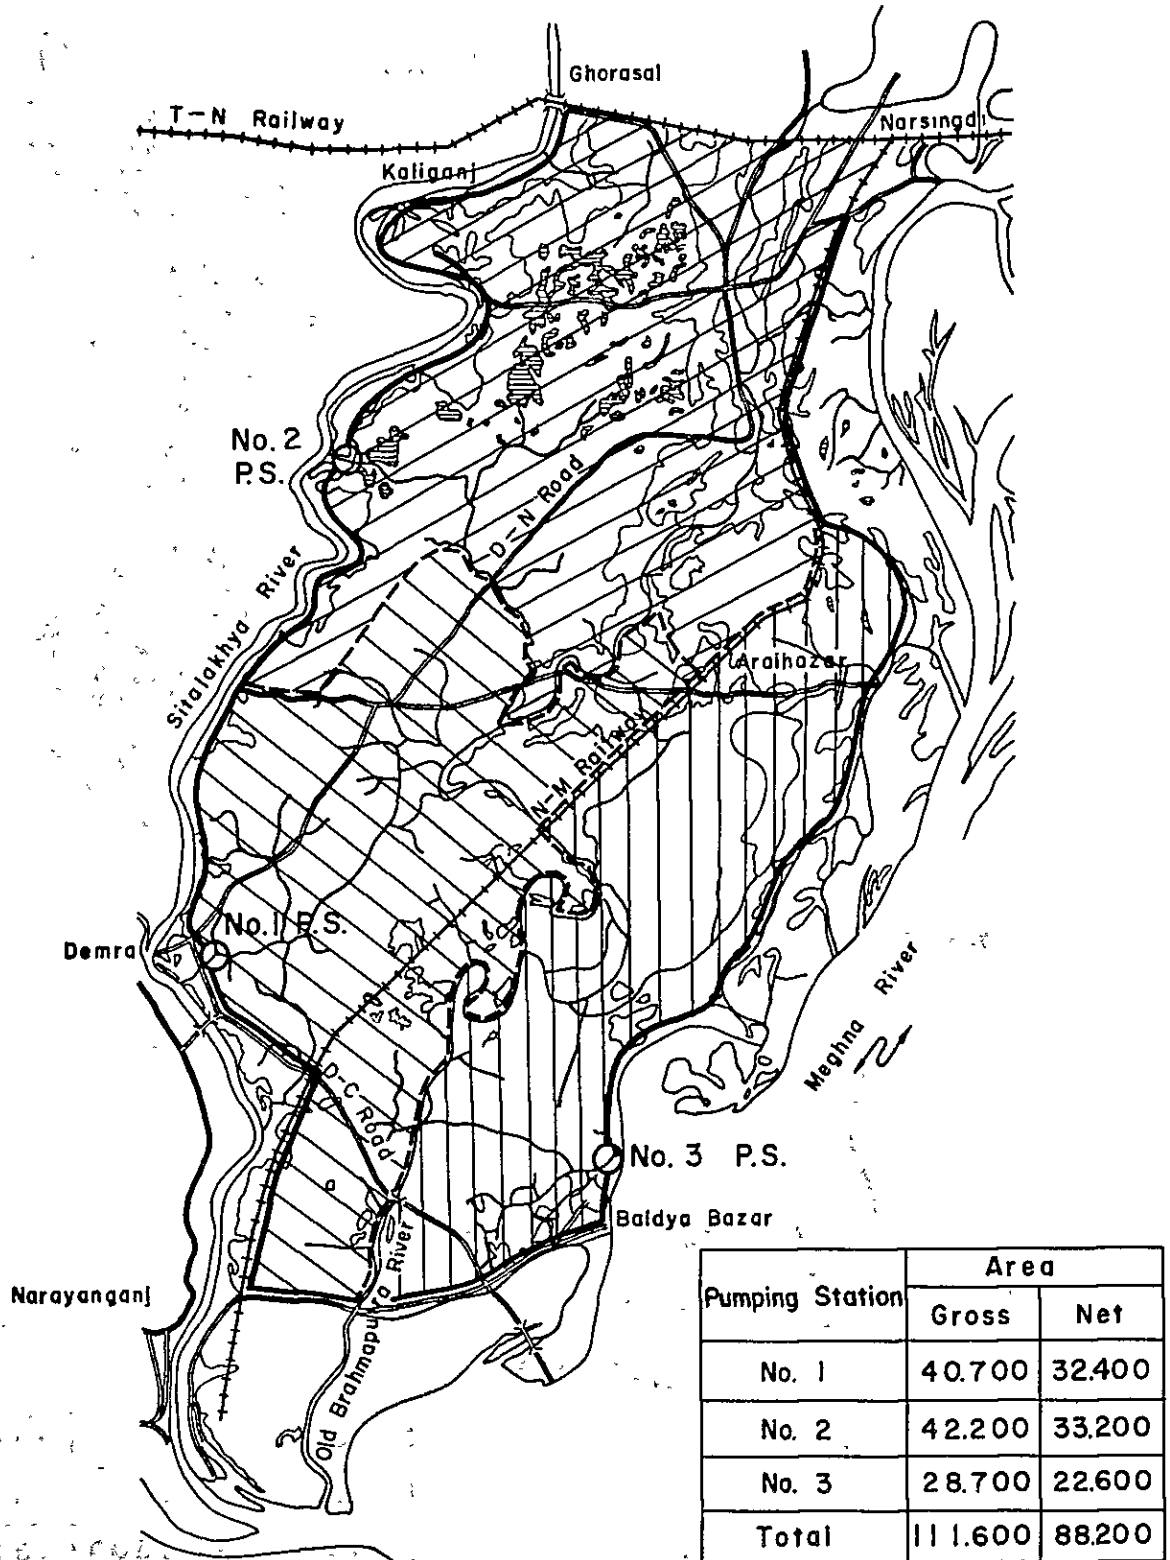 Ghorasal
T-N Railway
Narsingdi
Kaliganj
No. 2
P.S.
D-N Road
Sitalakhya River
Araihazar
N-M Railway
No. 1 P.S.
Demra
Meghna River
D-C Road
No. 3 P.S.
Baidya Bazar
Narayanganj
Old Brahmaputra River
Pumping Station Area
Gross Net
No. 1 40.700 32.400
No. 2 42.200 33.200
No. 3 28.700 22.600
Total 111.600 88.200